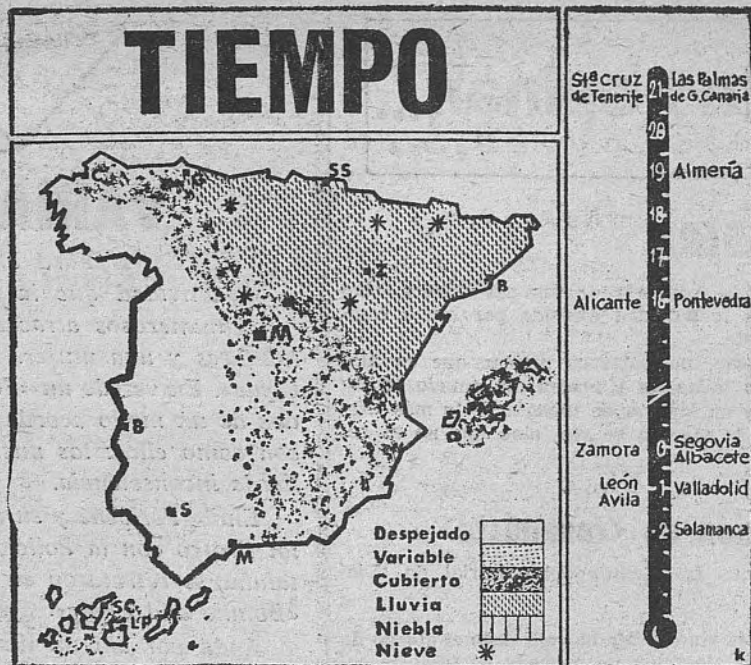 TIEMPO
C
G
SS
V
Z
B
M
B
S
M
SC
LP
Despejado
Variable
Cubierto
Lluvia
Niebla
Nieve
Stª CRUZ de Tenerife
21
Las Palmas de G. Canaria
20
19
Almería
18
17
Alicante
16
Pontevedra
Zamora
0
Segovia
Albacete
León
Avila
-1
Valladolid
-2
Salamanca
C
k